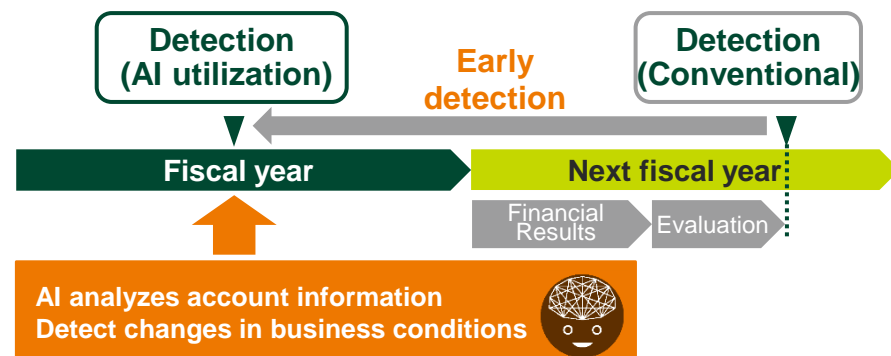 Detection
(AI utilization)
Early
detection
Detection
(Conventional)
Fiscal year
Next fiscal year
Financial
Results
Evaluation
AI analyzes account information
Detect changes in business conditions